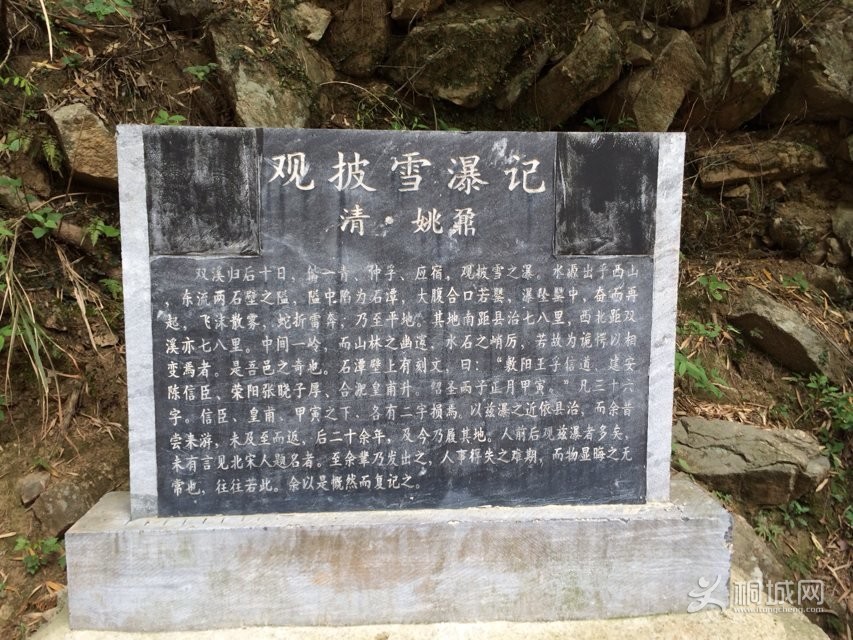 观披雪瀑记
清·姚鼐
双溪归后十日，偕一青、仲孚、应宿，观披雪之瀑。水源出乎西山
，东流两石壁之隘，隘中陷为石潭，大腹合口若罂，瀑坠罂中，奋而再
起，飞沫散雾，蛇折雷奔，乃至平地。其地南距县治七八里，西北距双
溪亦七八里。中间一岭，而山林之曲邃，水石之峭厉，若故为诡愕以相
变焉者。是吾邑之奇也。石潭壁上有刻文，曰：“敷阳王孚信道、建安
陈信臣、荣阳张晓子厚、合淝皇甫升。绍圣丙子正月甲寅。”凡三十六
字。信臣、皇甫、甲寅之下，各有二字损焉，以兹瀑之近依县治，而余昔
尝来游，未及至而返，后二十余年，及今乃履其地。人前后观兹瀑者多矣，
未有言见北宋人题名者。至余辈乃发出之，人事得失之难期，而物显晦之无
常也，往往若此。余以是慨然而复记之。
桐城网
www.itongcheng.com